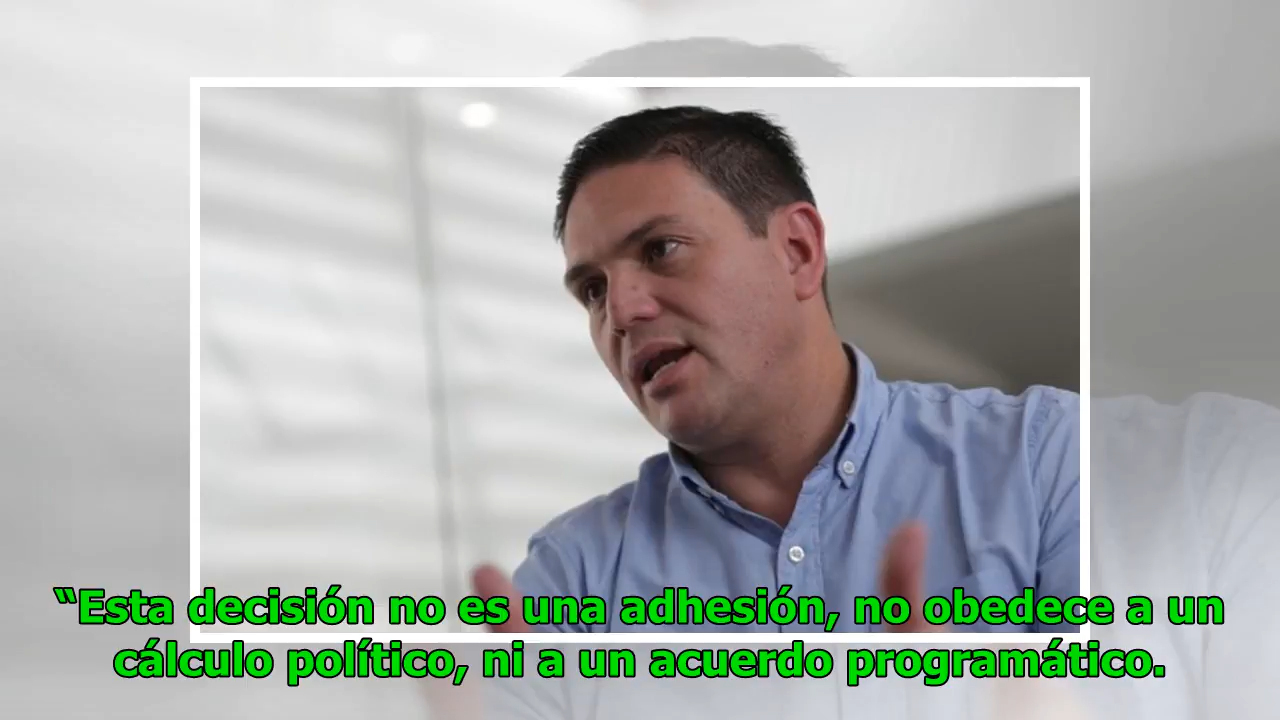 “Esta decisión no es una adhesión, no obedece a un
cálculo político, ni a un acuerdo programático.